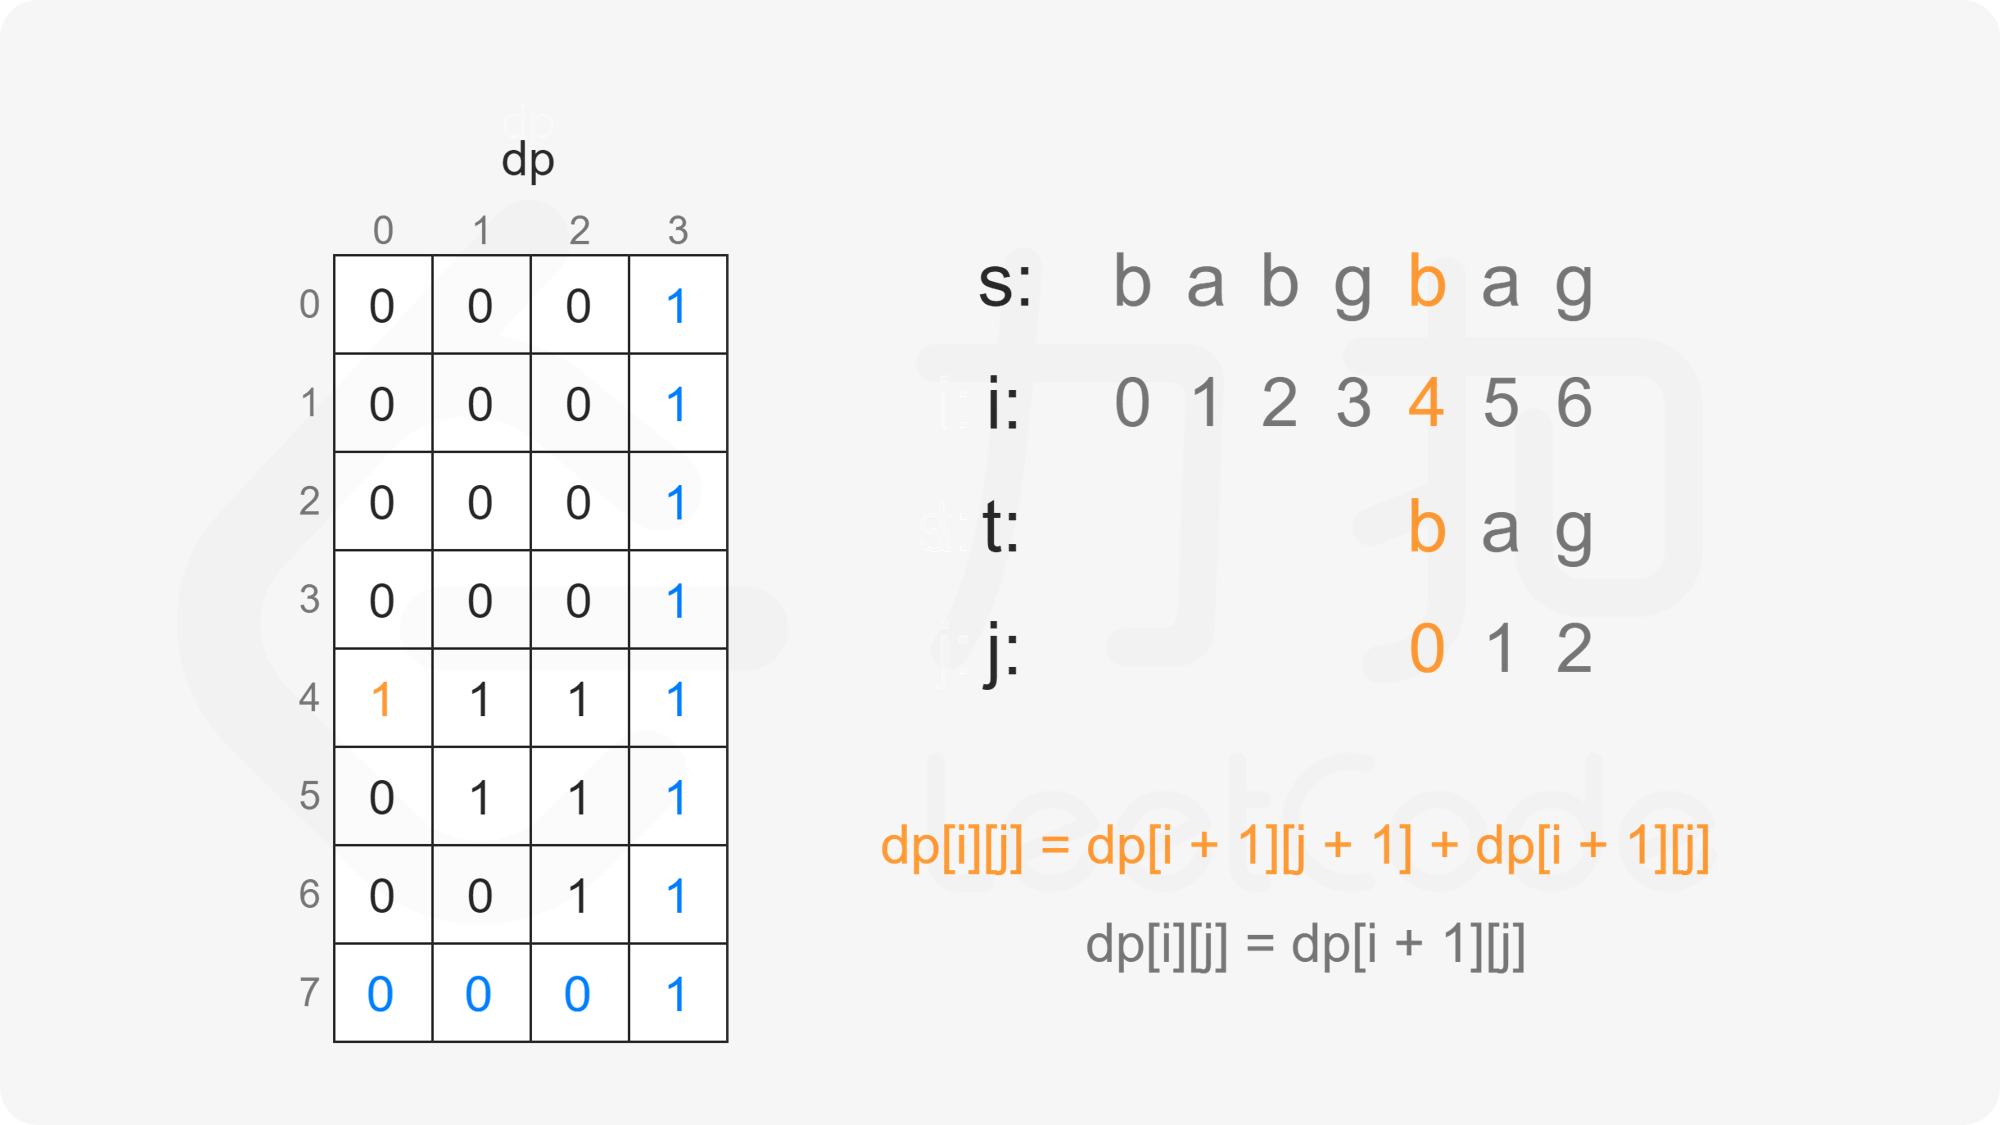 dp
0 1 2 3
0 0 0 0 1
1 0 0 0 1
2 0 0 0 1
3 0 0 0 1
4 1 1 1 1
5 0 1 1 1
6 0 0 1 1
7 0 0 0 1
s: b a b g b a g
i: 0 1 2 3 4 5 6
t: b a g
j: 0 1 2
dp[i][j] = dp[i + 1][j + 1] + dp[i + 1][j]
dp[i][j] = dp[i + 1][j]
力扣
LeetCode